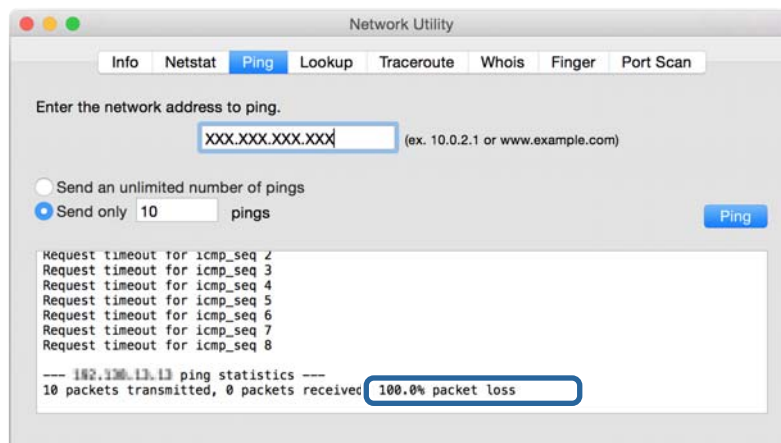 Network Utility
Info Netstat Ping Lookup Traceroute Whois Finger Port Scan
Enter the network address to ping.
XXX.XXX.XXX.XXX (ex. 10.0.2.1 or www.example.com)
Send an unlimited number of pings
Send only 10 pings
Ping
Request timeout for icmp_seq 2
Request timeout for icmp_seq 3
Request timeout for icmp_seq 4
Request timeout for icmp_seq 5
Request timeout for icmp_seq 6
Request timeout for icmp_seq 7
Request timeout for icmp_seq 8
--- ping statistics ---
10 packets transmitted, 0 packets received 100.0% packet loss